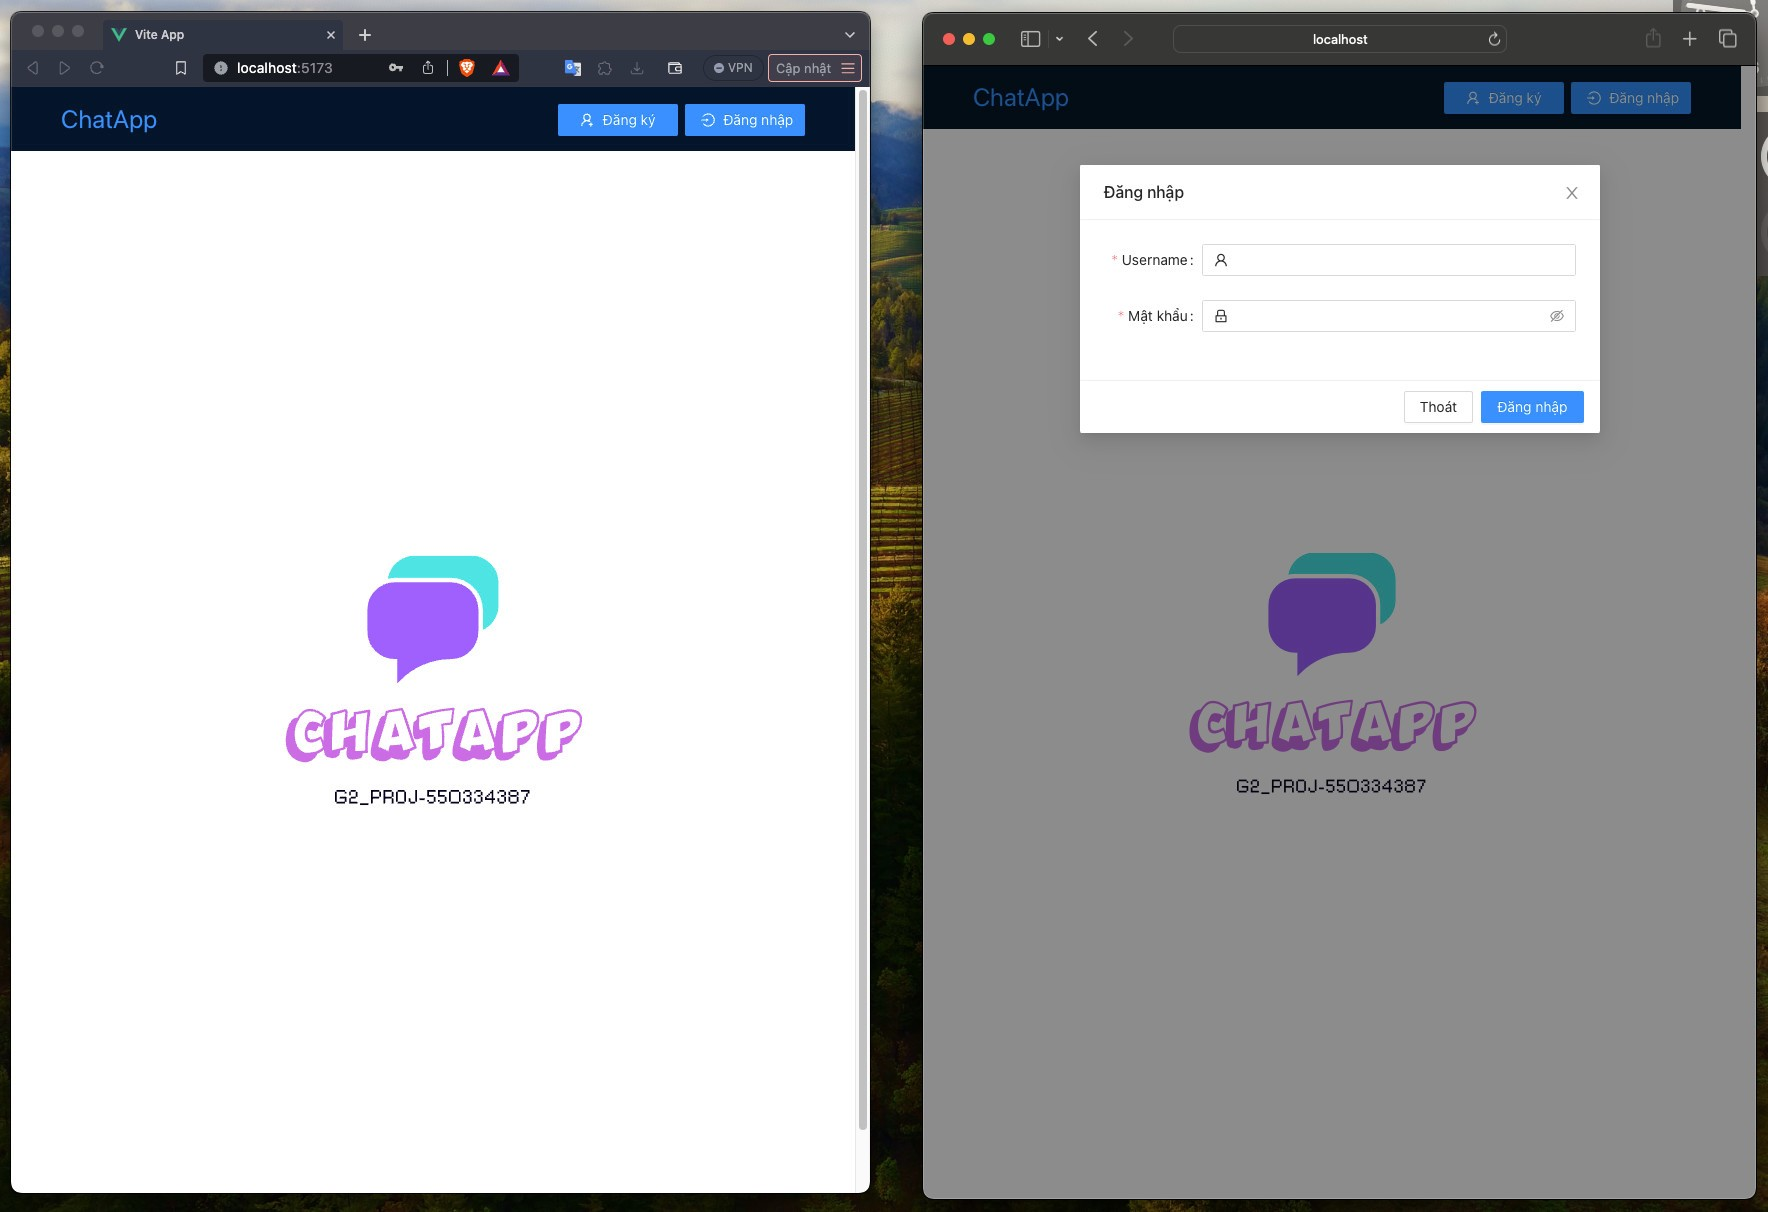 Vite App
localhost:5173
VPN
Cập nhật
ChatApp
Đăng ký
Đăng nhập
CHATAPP
G2_PROJ-550334387
localhost
ChatApp
Đăng ký
Đăng nhập
Đăng nhập
* Username:
* Mật khẩu:
Thoát
Đăng nhập
CHATAPP
G2_PROJ-550334387